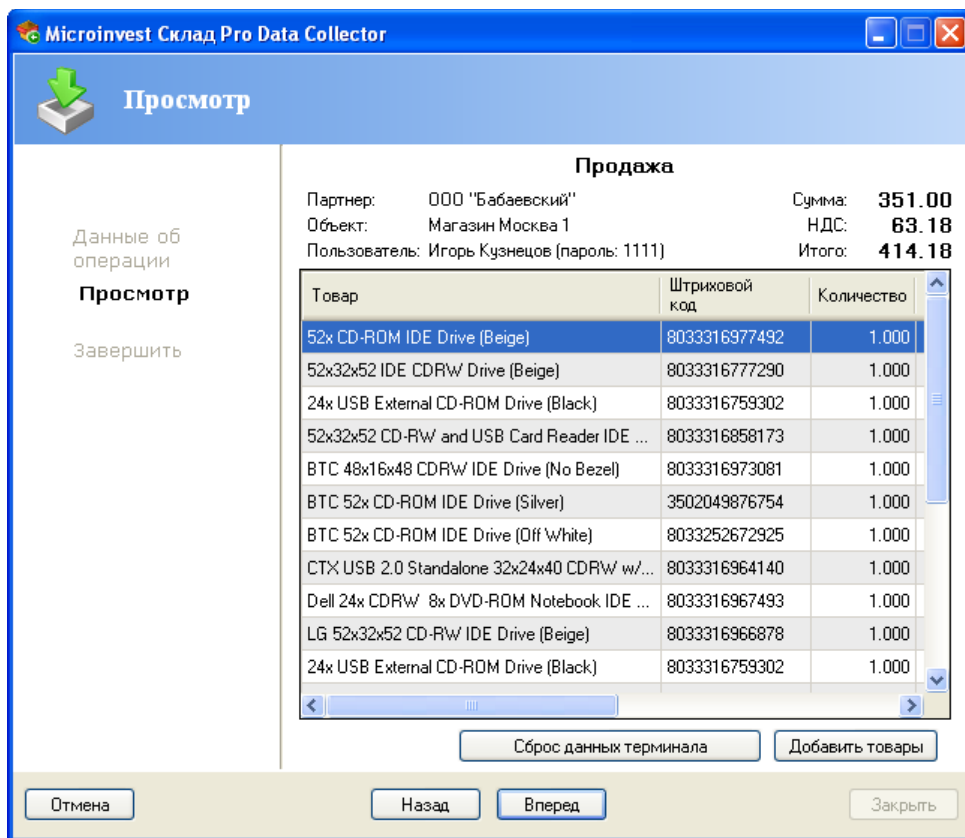 Microinvest Склад Pro Data Collector
Просмотр
Данные об
операции
Просмотр
Завершить
Продажа
Партнер: ООО "Бабаевский" Сумма: 351.00
Объект: Магазин Москва 1 НДС: 63.18
Пользователь: Игорь Кузнецов (пароль: 1111) Итого: 414.18
Товар Штриховой код Количество
52x CD-ROM IDE Drive (Beige) 8033316977492 1.000
52x32x52 IDE CDRW Drive (Beige) 8033316777290 1.000
24x USB External CD-ROM Drive (Black) 8033316759302 1.000
52x32x52 CD-RW and USB Card Reader IDE ... 8033316858173 1.000
BTC 48x16x48 CDRW IDE Drive (No Bezel) 8033316973081 1.000
BTC 52x CD-ROM IDE Drive (Silver) 3502049876754 1.000
BTC 52x CD-ROM IDE Drive (Off White) 8033252672925 1.000
CTX USB 2.0 Standalone 32x24x40 CDRW w/... 8033316964140 1.000
Dell 24x CDRW 8x DVD-ROM Notebook IDE ... 8033316967493 1.000
LG 52x32x52 CD-RW IDE Drive (Beige) 8033316966878 1.000
24x USB External CD-ROM Drive (Black) 8033316759302 1.000
Сброс данных терминала Добавить товары
Отмена Назад Вперед Закрыть